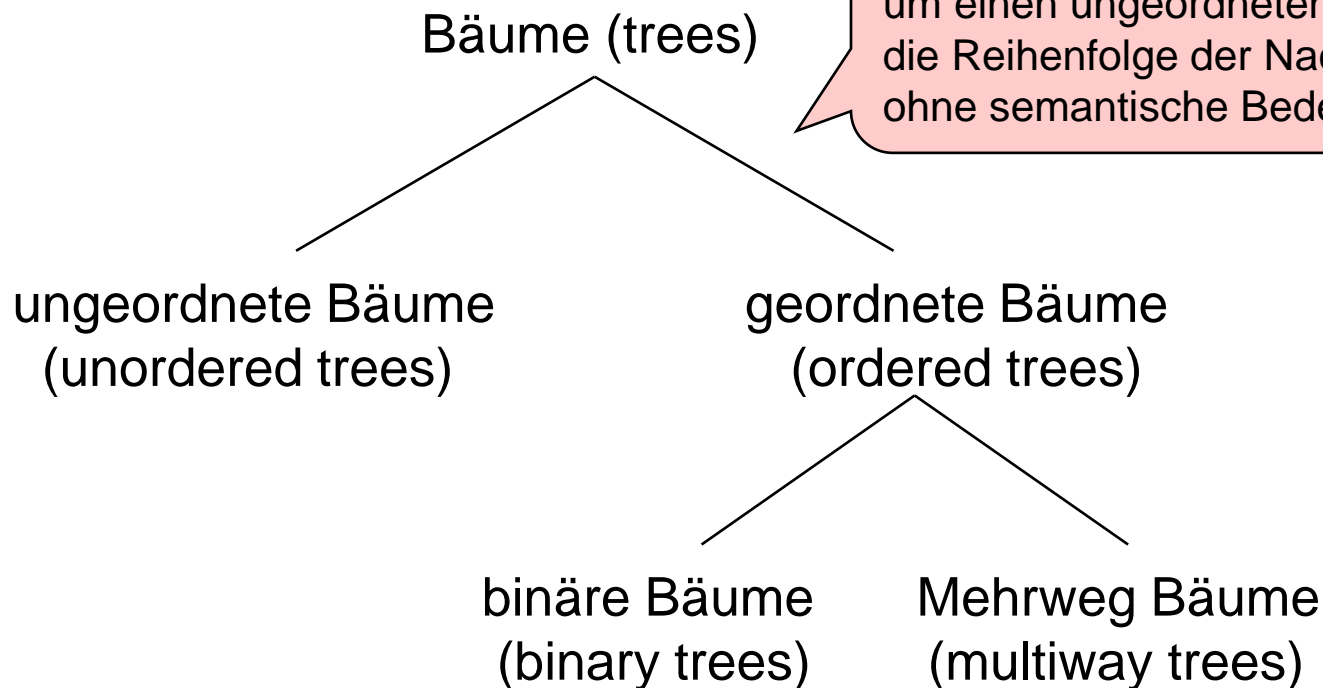 Bäume (trees)
um einen
die Reihenfolge der
ohne semantische
ungeordnete Bäume
(unordered trees)
geordnete Bäume
(ordered trees)
binäre Bäume
(binary trees)
Mehrweg Bäume
(multiway trees)